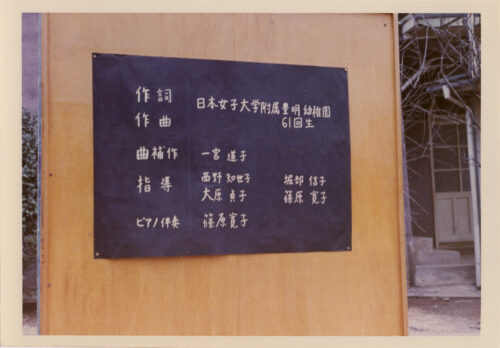 作詞
作曲
日本女子大学附属豊明幼稚園
61回生
曲補作 一宮 道子
指導 西野 知世子 堀部 信子
大原 貞子 篠原 寛子
ピアノ伴奏 篠原寛子